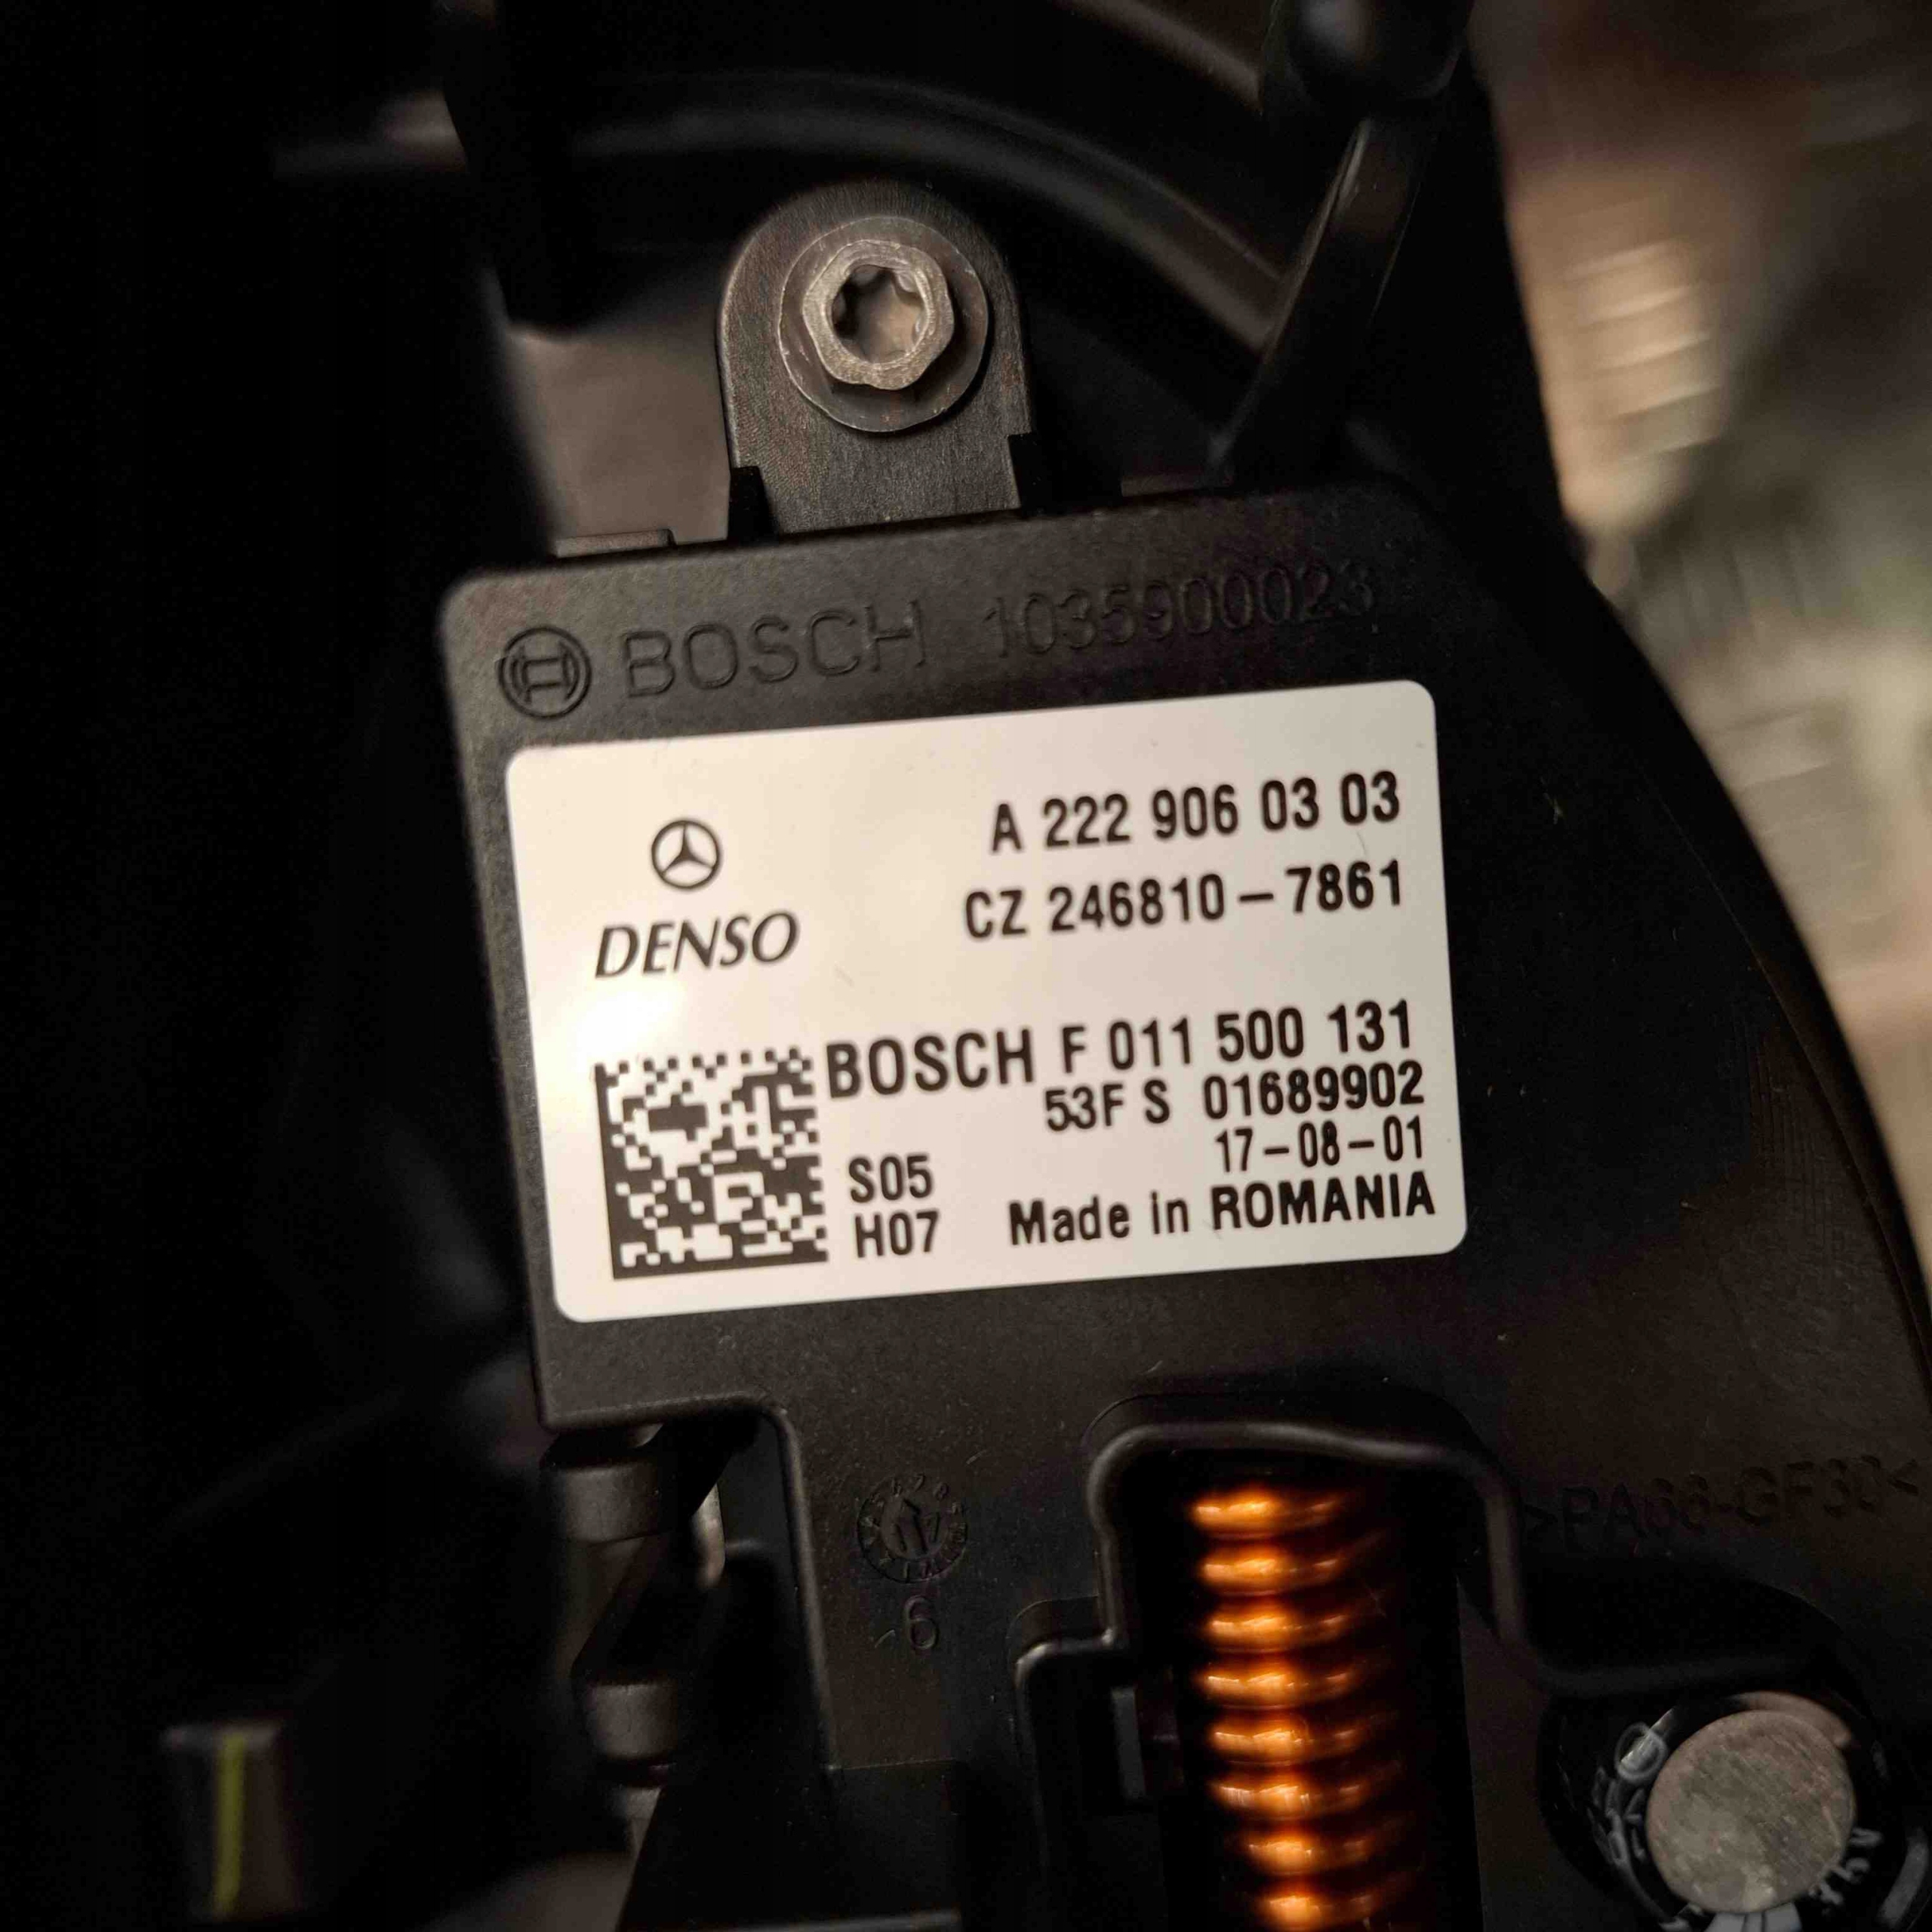 BOSCH 1035900023
A 222 906 03 03
CZ 246810-7861
DENSO
BOSCH F 011 500 131
53F S 01689902
17-08-01
S05
H07
Made in ROMANIA
6